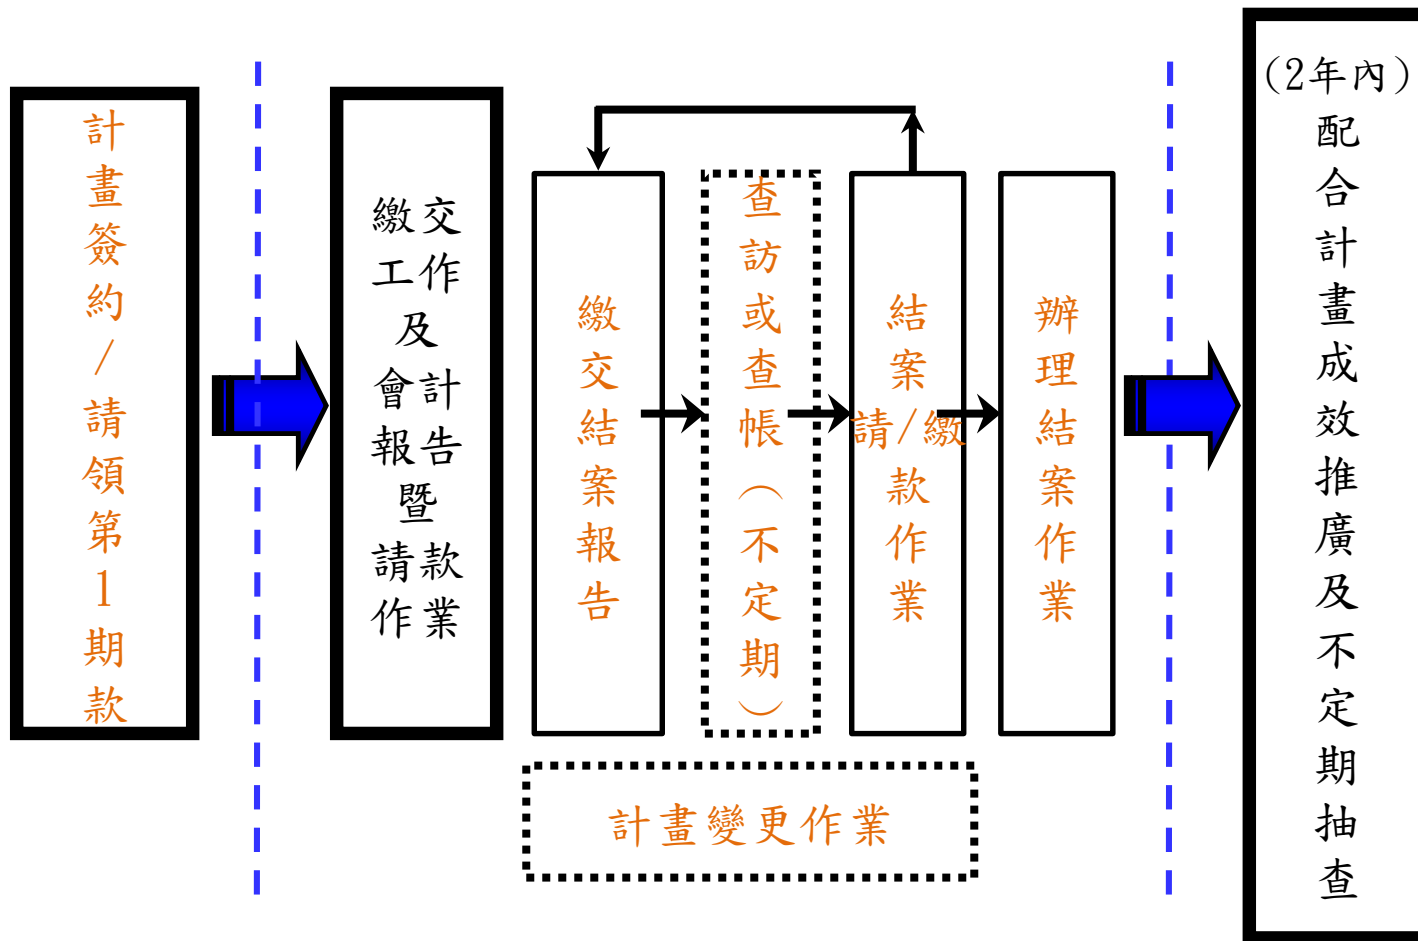 計畫簽約/請領第1期款
繳交
工作
及
會計
報告
暨
請款
作業
繳交結案報告
查訪或查帳（不定期）
結案
請/繳
款作業
辦理結案作業
計畫變更作業
(2年內)
配合計畫成效推廣及不定期抽查